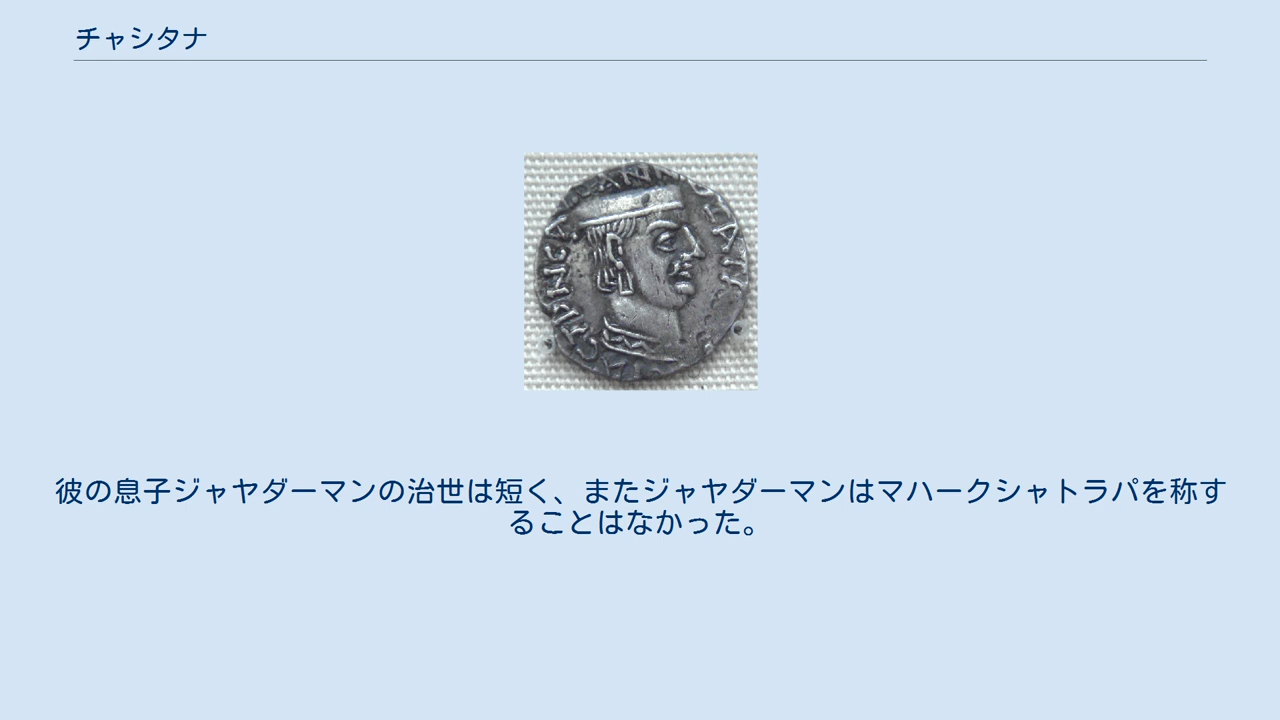 チャシタナ
彼の息子ジャヤダーマンの治世は短く、またジャヤダーマンはマハークシャトラパを称す
ることはなかった。